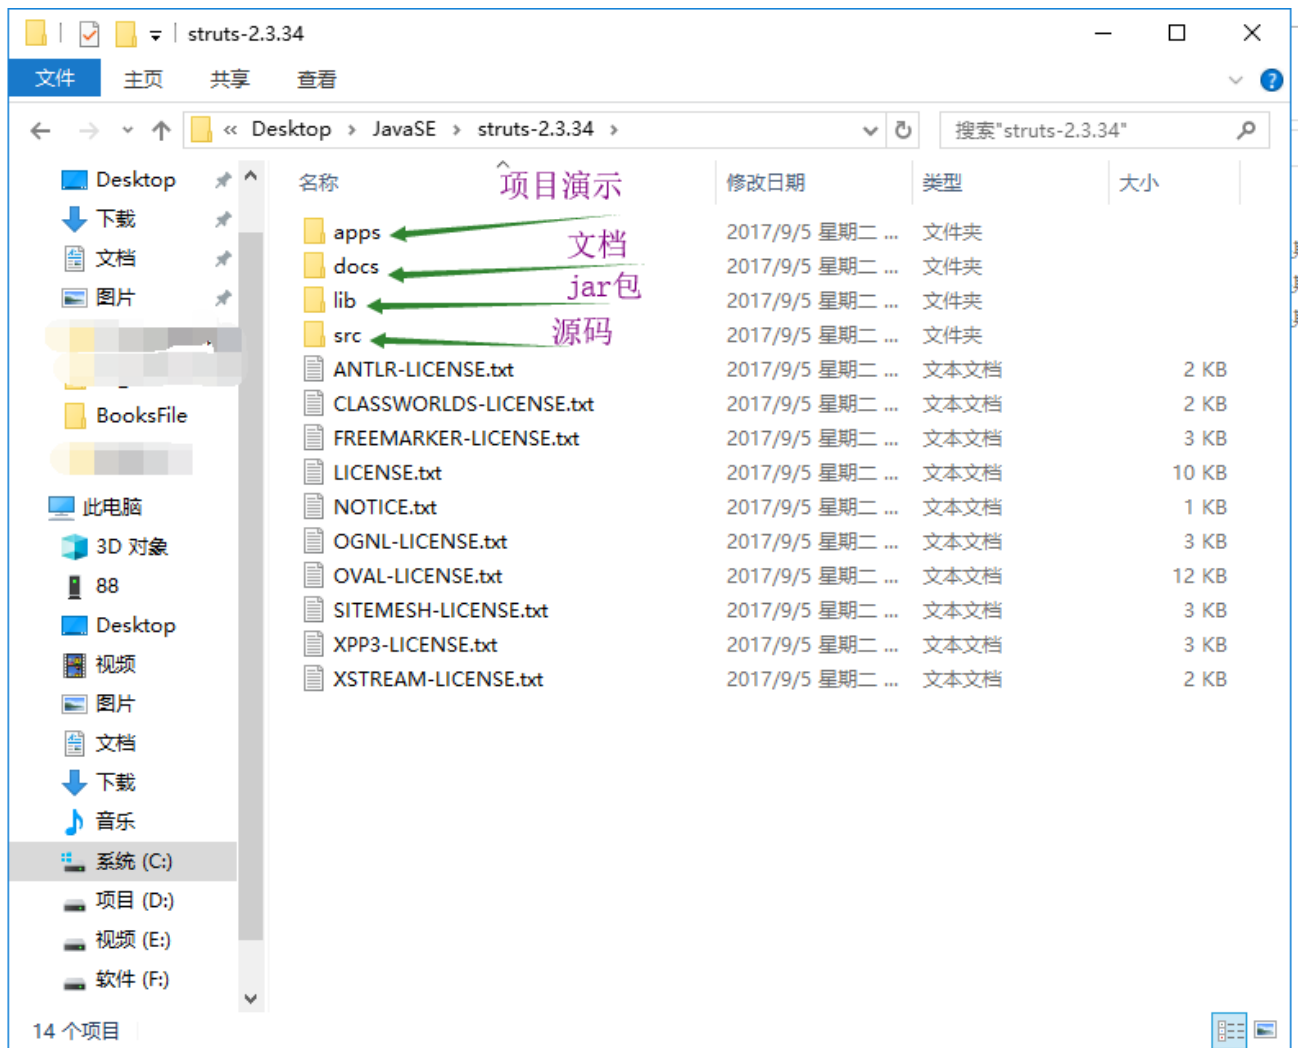 struts-2.3.34
文件 主页 共享 查看
« Desktop › JavaSE › struts-2.3.34 › 搜索"struts-2.3.34"
Desktop
下载
文档
图片
BooksFile
此电脑
3D 对象
88
Desktop
视频
图片
文档
下载
音乐
系统 (C:)
项目 (D:)
视频 (E:)
软件 (F:)
名称 修改日期 类型 大小
项目演示
apps 2017/9/5 星期二 ... 文件夹
文档
docs 2017/9/5 星期二 ... 文件夹
jar包
lib 2017/9/5 星期二 ... 文件夹
源码
src 2017/9/5 星期二 ... 文件夹
ANTLR-LICENSE.txt 2017/9/5 星期二 ... 文本文档 2 KB
CLASSWORLDS-LICENSE.txt 2017/9/5 星期二 ... 文本文档 2 KB
FREEMARKER-LICENSE.txt 2017/9/5 星期二 ... 文本文档 3 KB
LICENSE.txt 2017/9/5 星期二 ... 文本文档 10 KB
NOTICE.txt 2017/9/5 星期二 ... 文本文档 1 KB
OGNL-LICENSE.txt 2017/9/5 星期二 ... 文本文档 3 KB
OVAL-LICENSE.txt 2017/9/5 星期二 ... 文本文档 12 KB
SITEMESH-LICENSE.txt 2017/9/5 星期二 ... 文本文档 3 KB
XPP3-LICENSE.txt 2017/9/5 星期二 ... 文本文档 3 KB
XSTREAM-LICENSE.txt 2017/9/5 星期二 ... 文本文档 2 KB
14 个项目